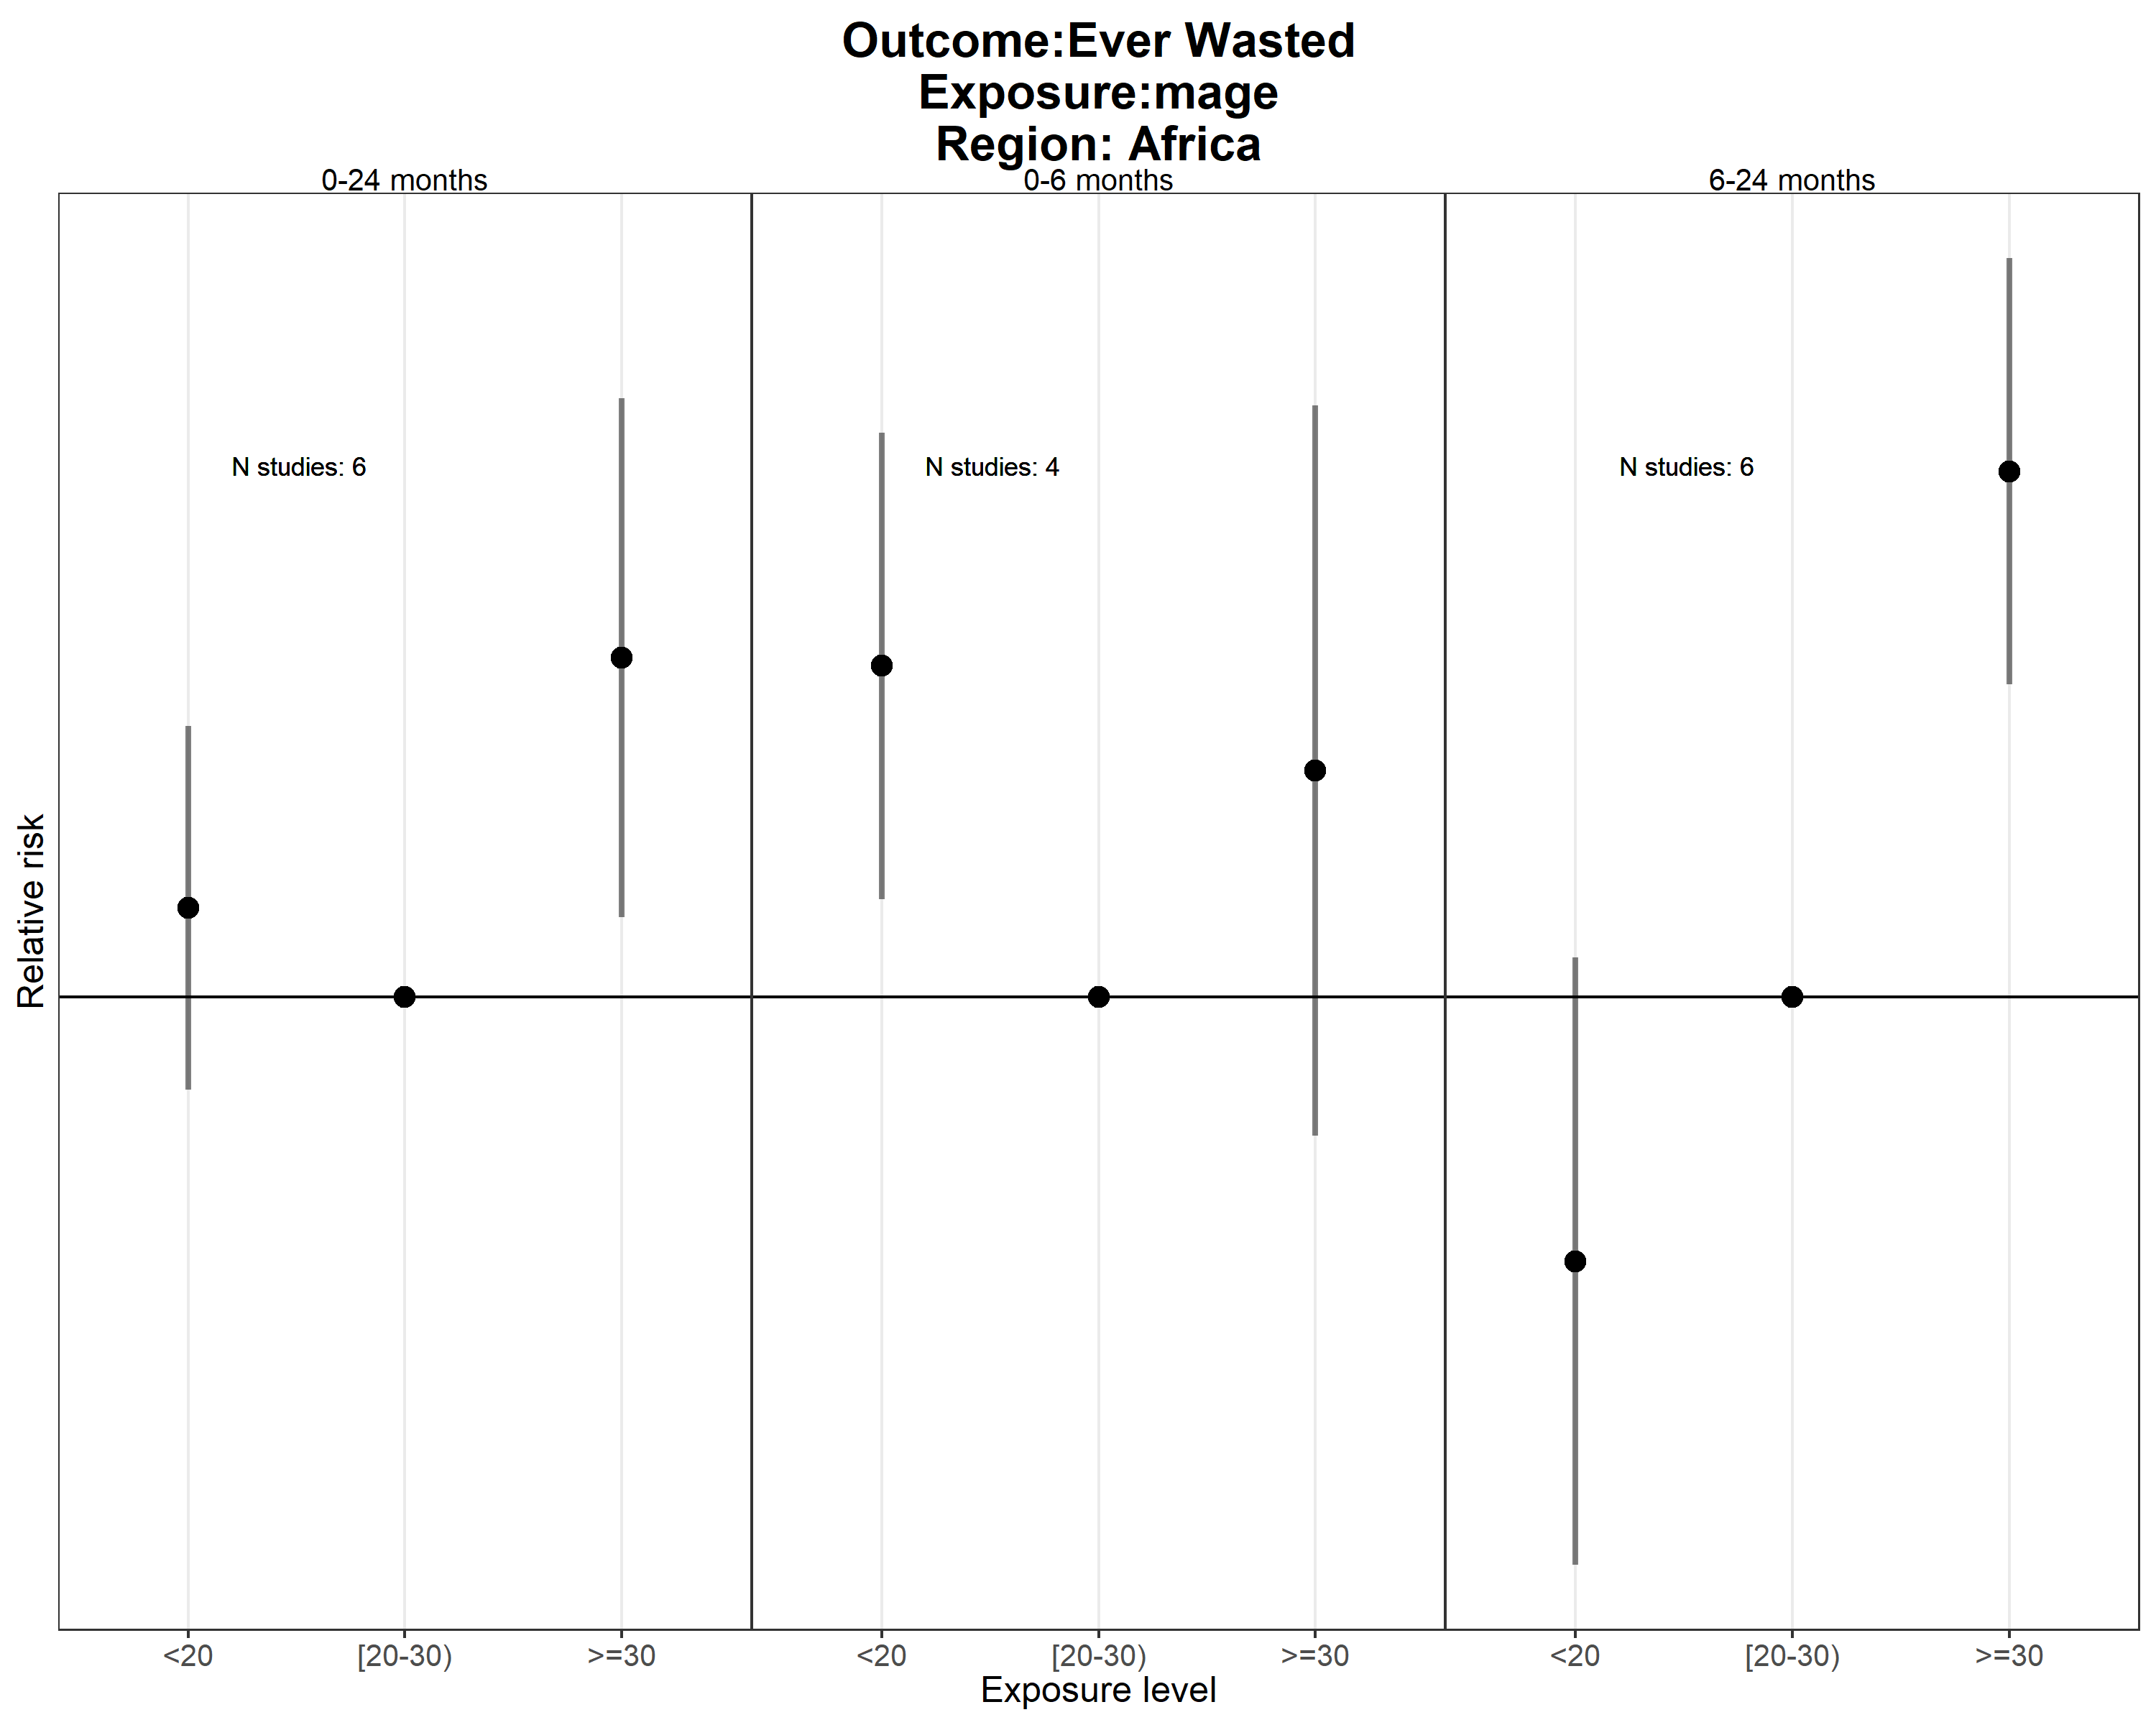 Outcome:Ever Wasted
Exposure:mage
Region: Africa
0-24 months
0-6 months
6-24 months
N studies: 6
N studies: 4
N studies: 6
Relative risk
<20
[20-30)
>=30
<20
[20-30)
>=30
<20
[20-30)
>=30
Exposure level